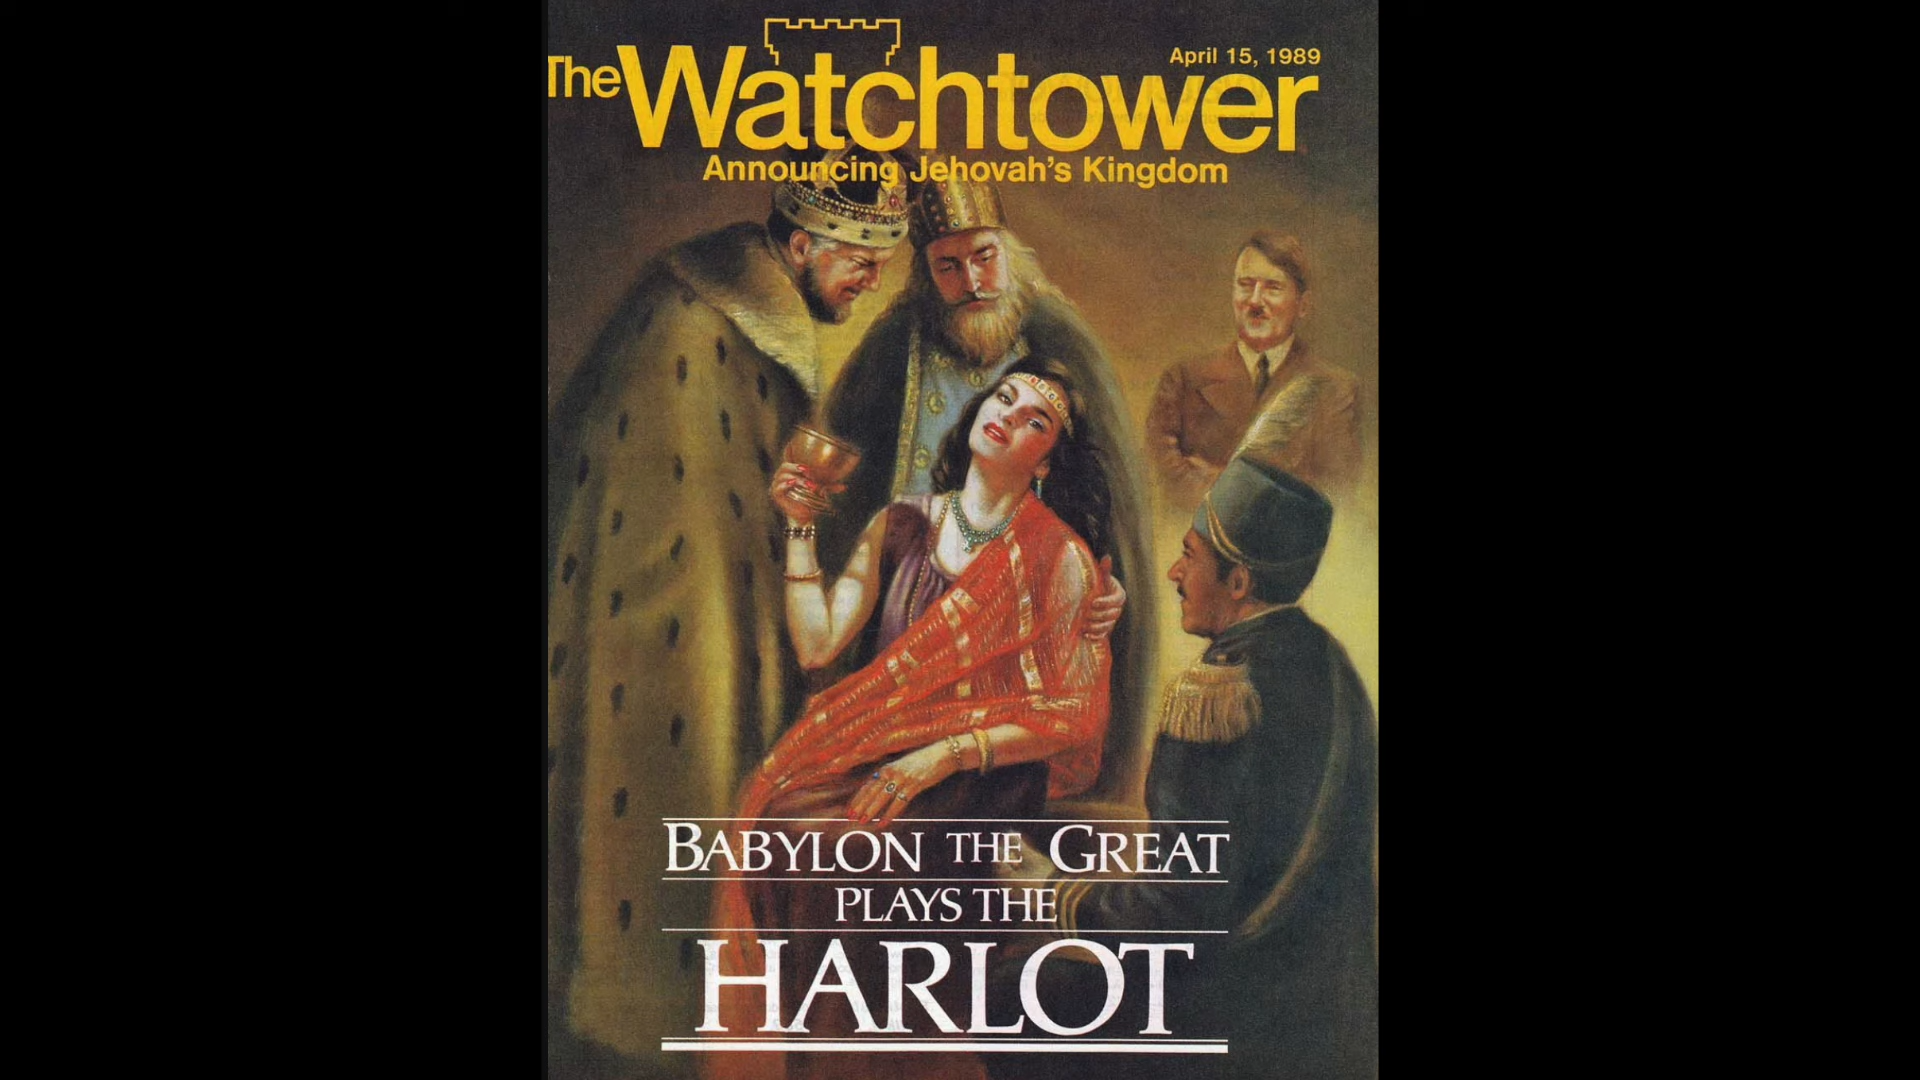 April 15, 1989
The Watchtower
Announcing Jehovah's Kingdom
BABYLON THE GREAT
PLAYS THE
HARLOT